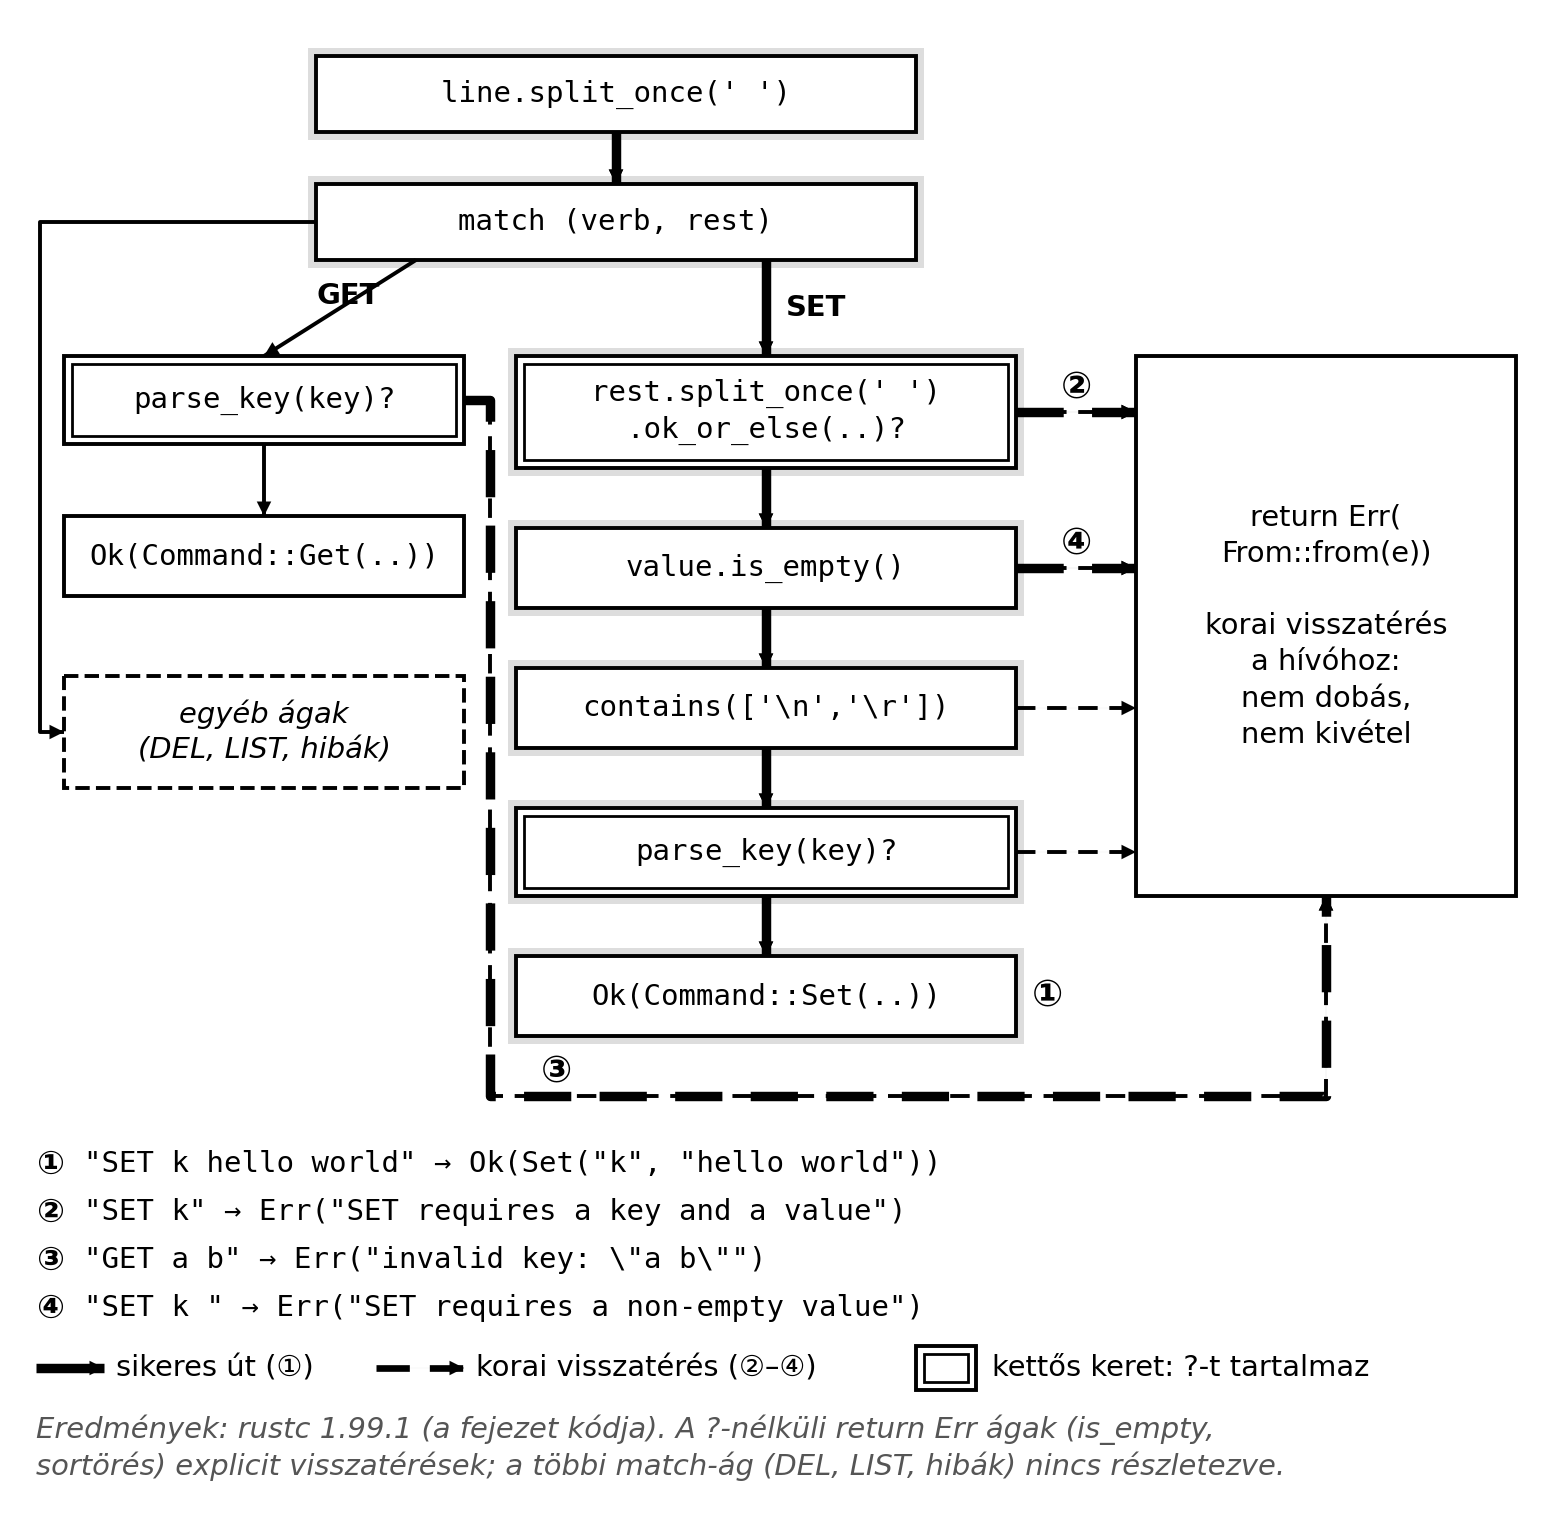 line.split_once(' ')
match (verb, rest)
GET
SET
parse_key(key)?
rest.split_once(' ')
.ok_or_else(..)?
②
Ok(Command::Get(..))
value.is_empty()
④
return Err(
From::from(e))
korai visszatérés
a hívóhoz:
nem dobás,
nem kivétel
egyéb ágak
(DEL, LIST, hibák)
contains(['\n','\r'])
parse_key(key)?
Ok(Command::Set(..))
①
③
① "SET k hello world" → Ok(Set("k", "hello world"))
② "SET k" → Err("SET requires a key and a value")
③ "GET a b" → Err("invalid key: \"a b\"")
④ "SET k " → Err("SET requires a non-empty value")
sikeres út (①)
korai visszatérés (②–④)
kettős keret: ?-t tartalmaz
Eredmények: rustc 1.99.1 (a fejezet kódja). A ?-nélküli return Err ágak (is_empty,
sortörés) explicit visszatérések; a többi match-ág (DEL, LIST, hibák) nincs részletezve.